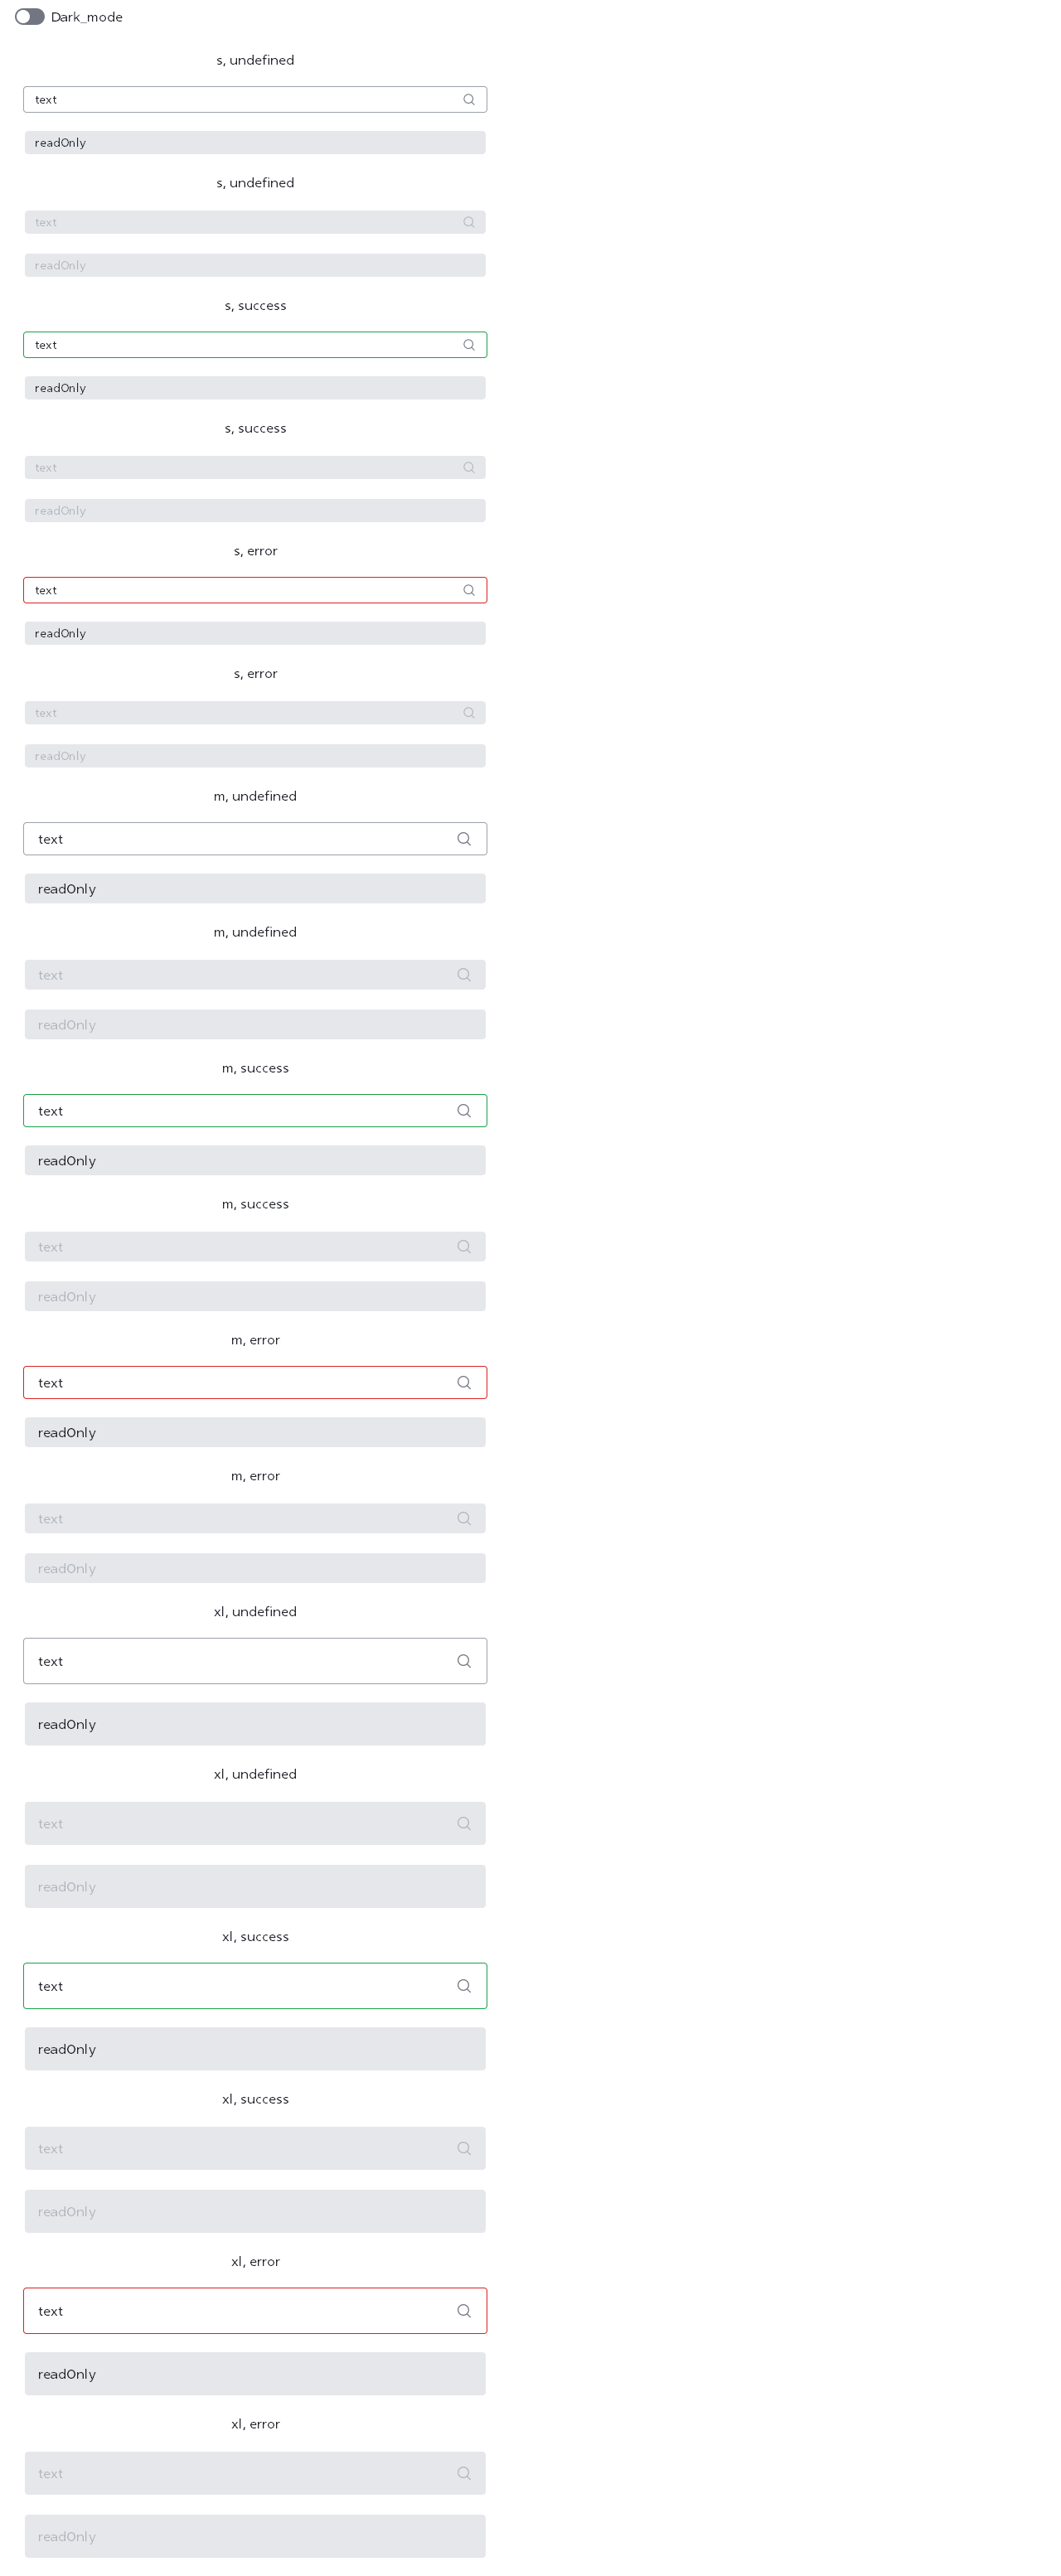 Dark_mode
s, undefined
text
readOnly
s, undefined
text
readOnly
s, success
text
readOnly
s, success
text
readOnly
s, error
text
readOnly
s, error
text
readOnly
m, undefined
text
readOnly
m, undefined
text
readOnly
m, success
text
readOnly
m, success
text
readOnly
m, error
text
readOnly
m, error
text
readOnly
xl, undefined
text
readOnly
xl, undefined
text
readOnly
xl, success
text
readOnly
xl, success
text
readOnly
xl, error
text
readOnly
xl, error
text
readOnly